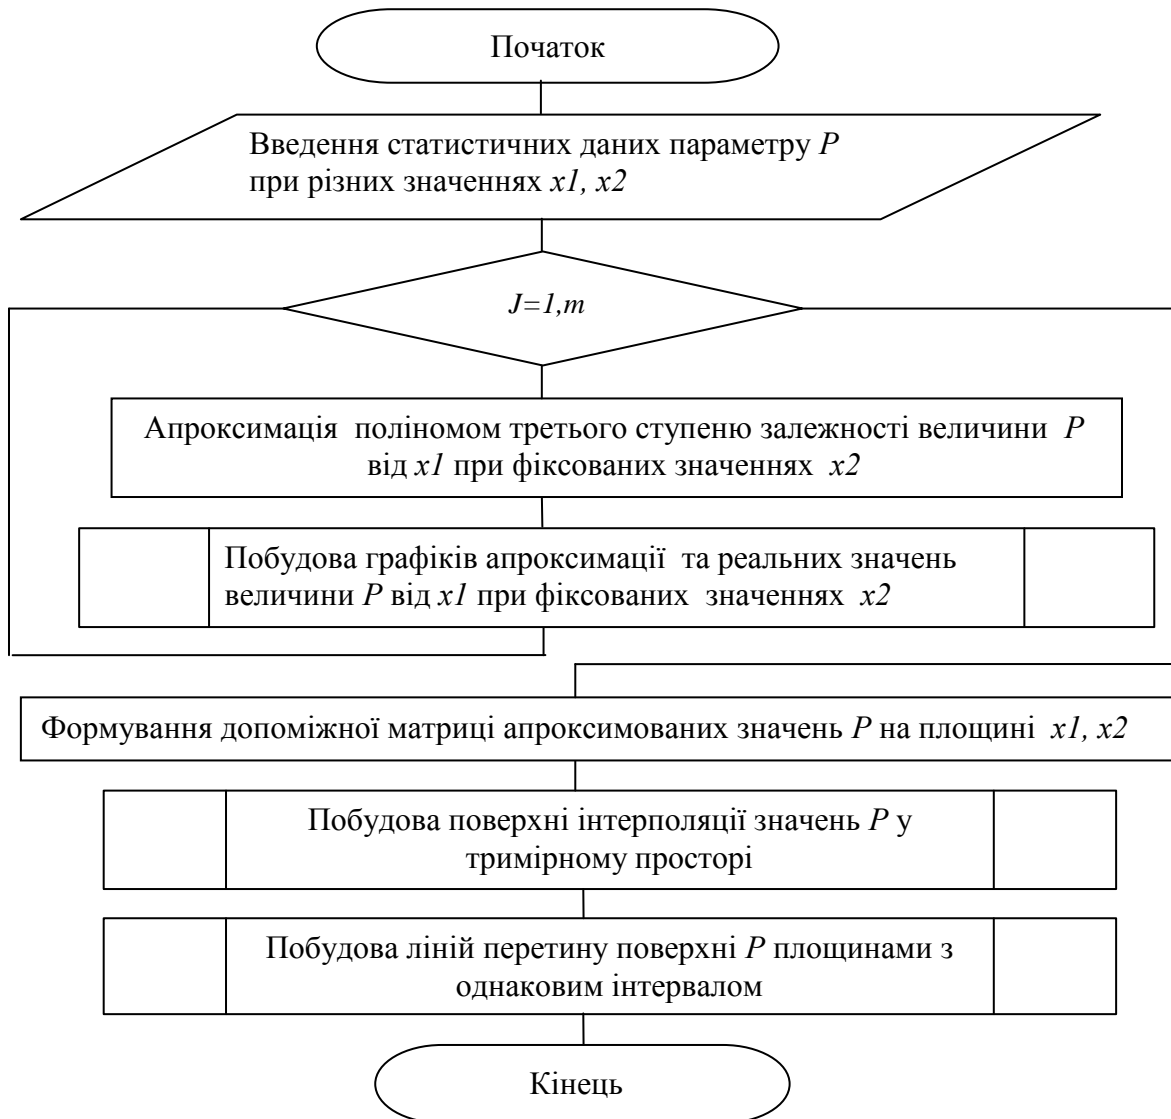 Початок
Введення статистичних даних параметру P
при різних значеннях x1, x2
J=1,m
Апроксимація поліномом третього ступеню залежності величини P
від x1 при фіксованих значеннях x2
Побудова графіків апроксимації та реальних значень
величини P від x1 при фіксованих значеннях x2
Формування допоміжної матриці апроксимованих значень P на площині x1, x2
Побудова поверхні інтерполяції значень P у
тримірному просторі
Побудова ліній перетину поверхні P площинами з
однаковим інтервалом
Кінець